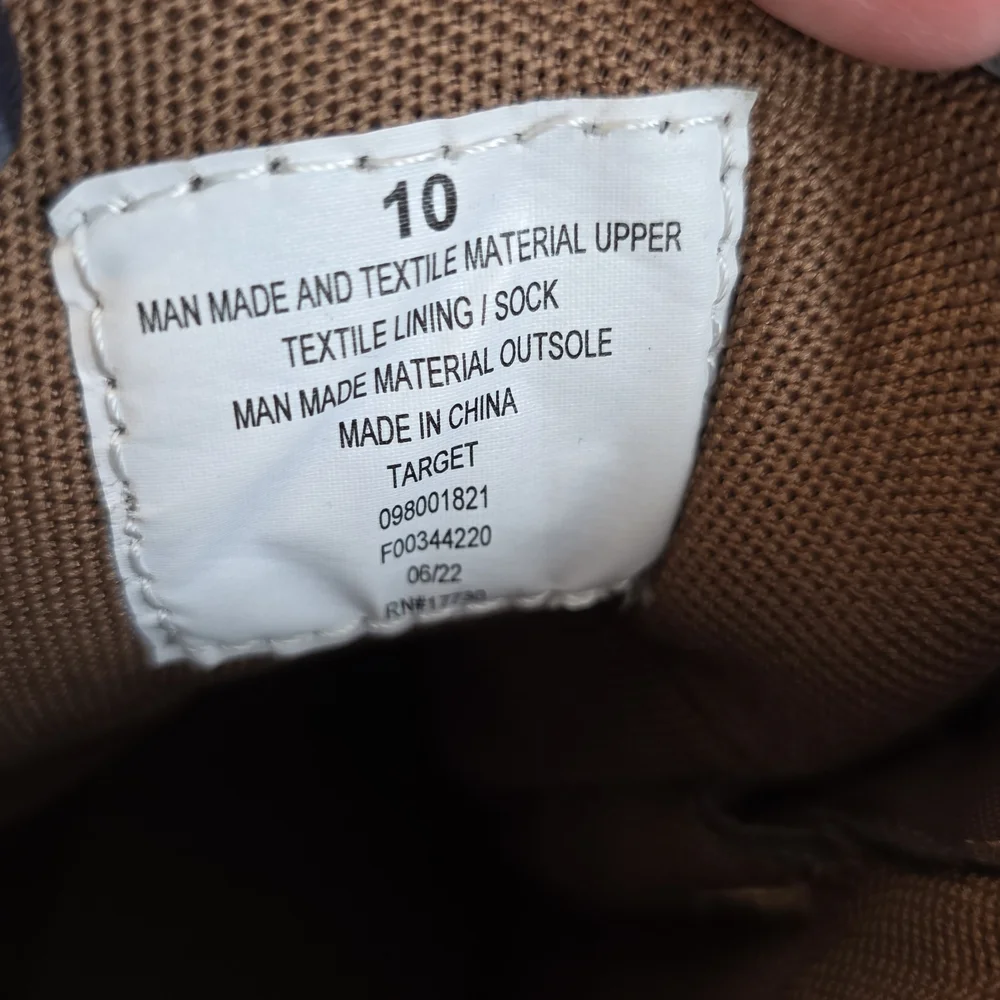 10
MAN MADE AND TEXTILE MATERIAL UPPER
TEXTILE LINING / SOCK
MAN MADE MATERIAL OUTSOLE
MADE IN CHINA
TARGET
098001821
F00344220
06/22